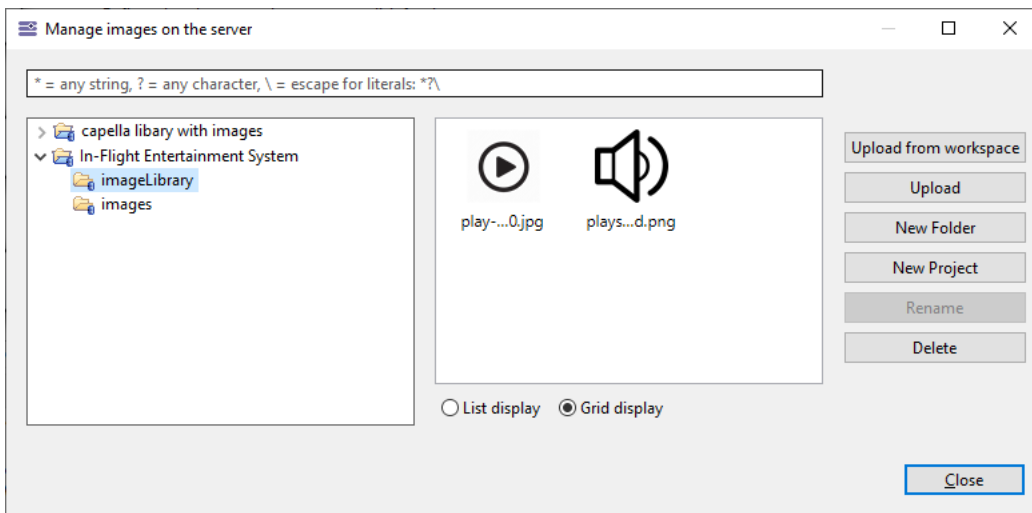 Manage images on the server
* = any string, ? = any character, \ = escape for literals: *?\
capella libary with images
In-Flight Entertainment System
imageLibrary
images
play-...0.jpg
plays...d.png
Upload from workspace
Upload
New Folder
New Project
Rename
Delete
List display
Grid display
Close